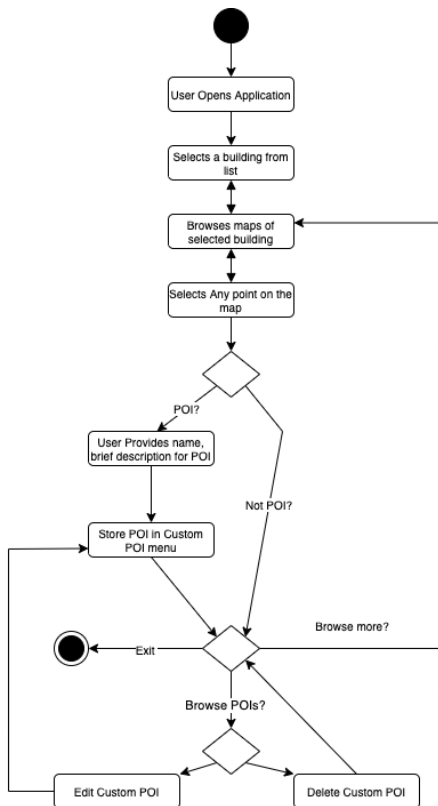 User Opens Application
Selects a building from
list
Browses maps of
selected building
Selects Any point on the
map
POI?
User Provides name,
brief description for POI
Not POI?
Store POI in Custom
POI menu
Browse more?
Exit
Browse POIs?
Edit Custom POI
Delete Custom POI